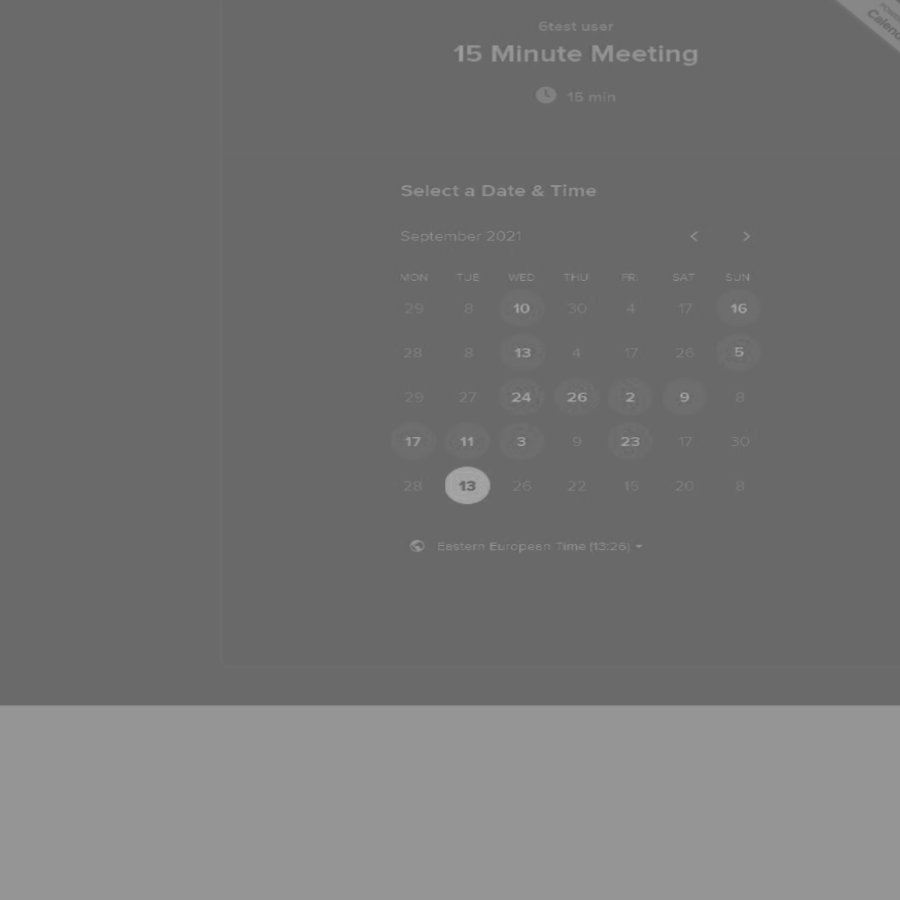 6test user
15 Minute Meeting
15 min
Select a Date & Time
September 2021 < >
MON TUE WED THU FRI SAT SUN
29 8 10 30 4 17 16
28 8 13 4 17 26 5
29 27 24 26 2 9 8
17 11 3 9 23 17 30
28 13 26 22 15 20 8
Eastern European Time (13:26)